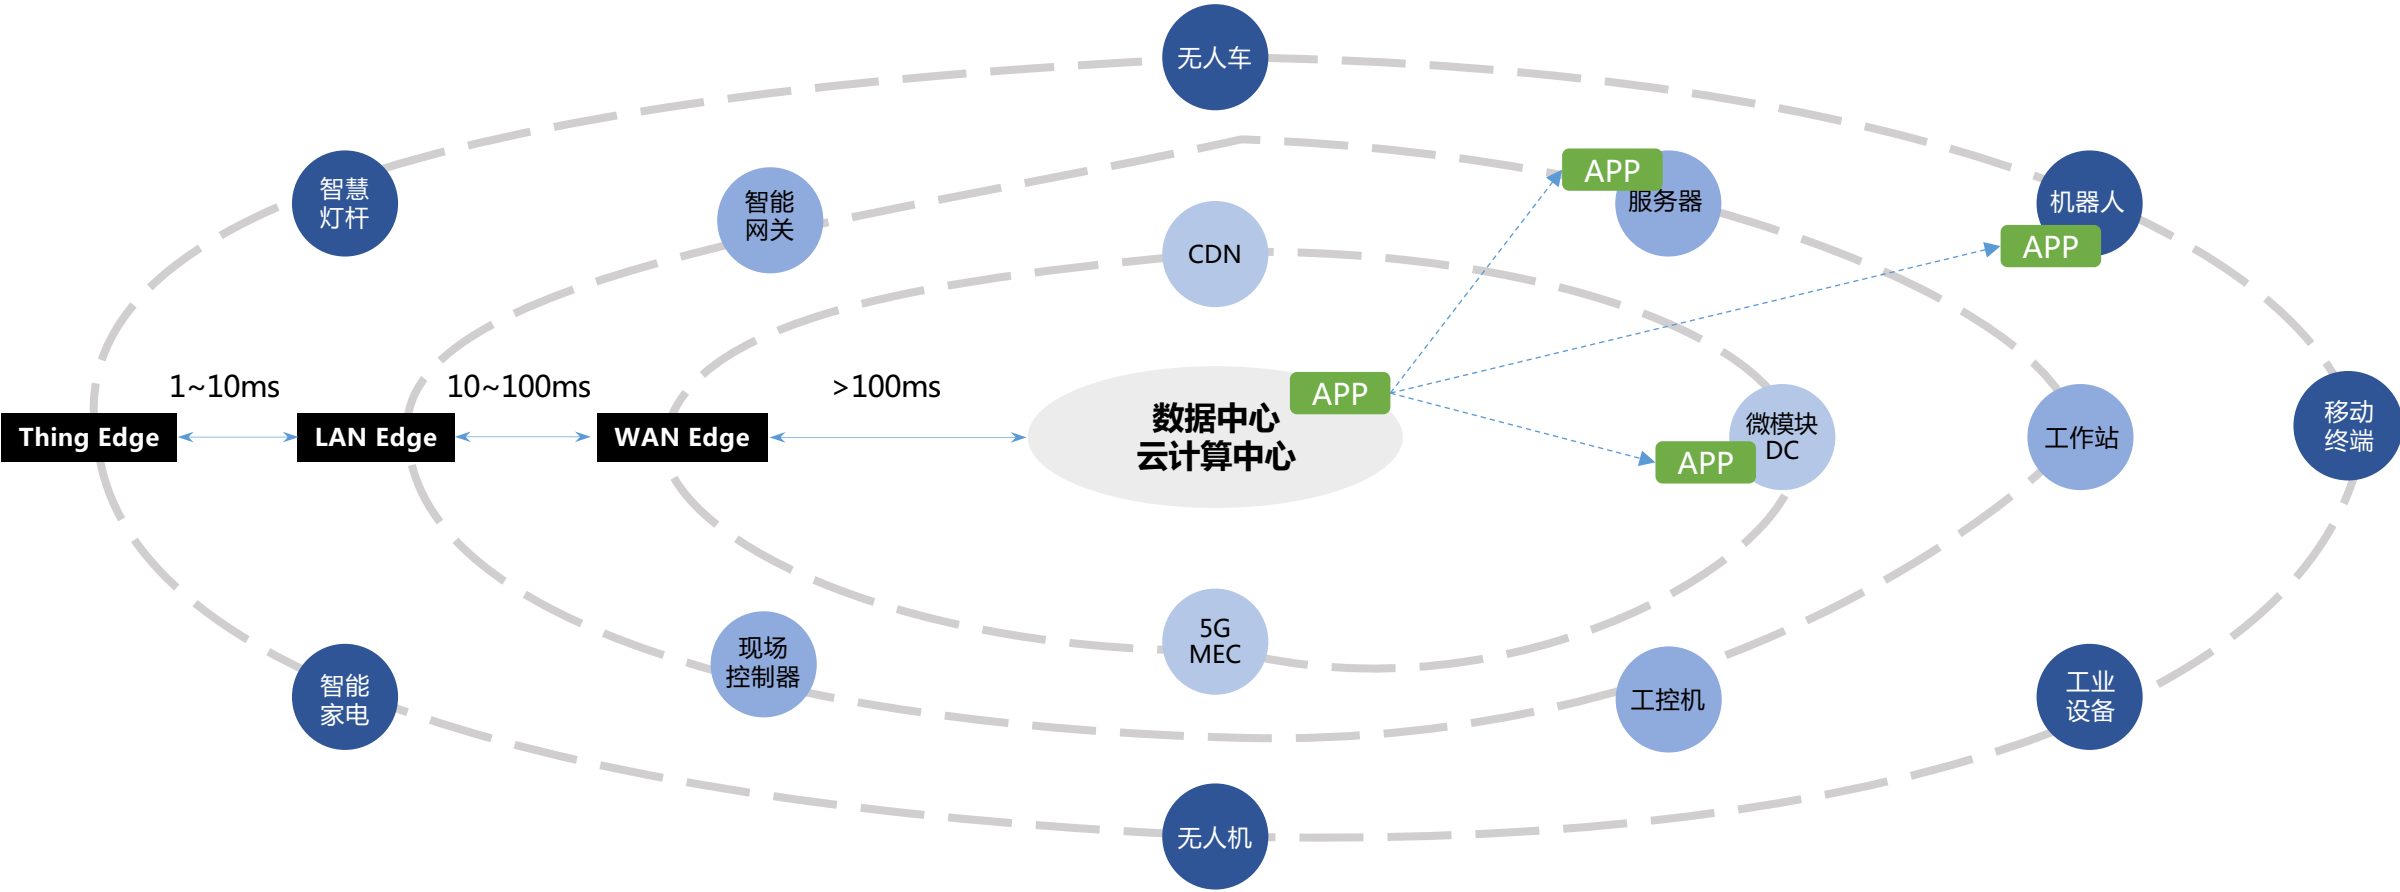 无人车
智慧
灯杆
智能
网关
CDN
APP
服务器
机器人
APP
1~10ms
10~100ms
>100ms
Thing Edge
LAN Edge
WAN Edge
APP
数据中心
云计算中心
微模块
DC
APP
工作站
移动
终端
5G
MEC
现场
控制器
智能
家电
工控机
工业
设备
无人机